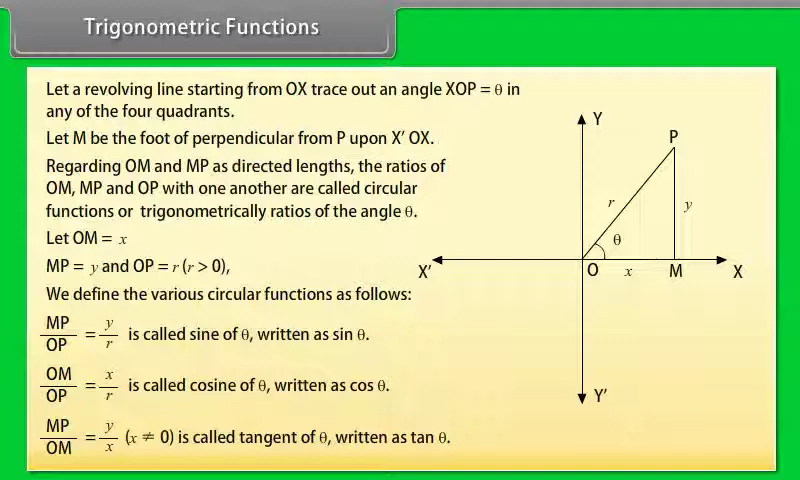 Trigonometric Functions
Let a revolving line starting from OX trace out an angle XOP = θ in
any of the four quadrants.
Let M be the foot of perpendicular from P upon X′ OX.
Regarding OM and MP as directed lengths, the ratios of
OM, MP and OP with one another are called circular
functions or trigonometrically ratios of the angle θ.
Let OM = x
MP = y and OP = r (r > 0),
We define the various circular functions as follows:
MP/OP = y/r is called sine of θ, written as sin θ.
OM/OP = x/r is called cosine of θ, written as cos θ.
MP/OM = y/x (x ≠ 0) is called tangent of θ, written as tan θ.
Y
P
r
y
θ
X′
O
x
M
X
Y′